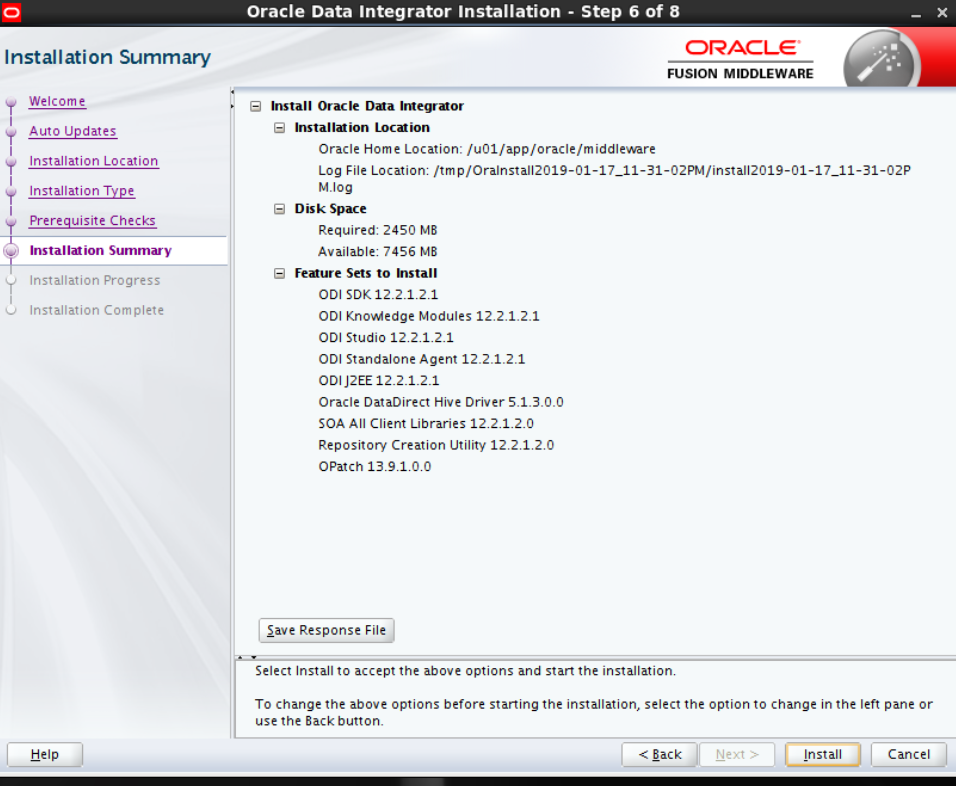 Oracle Data Integrator Installation - Step 6 of 8
Installation Summary
ORACLE
FUSION MIDDLEWARE
Welcome
Auto Updates
Installation Location
Installation Type
Prerequisite Checks
Installation Summary
Installation Progress
Installation Complete
Install Oracle Data Integrator
Installation Location
Oracle Home Location: /u01/app/oracle/middleware
Log File Location: /tmp/OraInstall2019-01-17_11-31-02PM/install2019-01-17_11-31-02P
M.log
Disk Space
Required: 2450 MB
Available: 7456 MB
Feature Sets to Install
ODI SDK 12.2.1.2.1
ODI Knowledge Modules 12.2.1.2.1
ODI Studio 12.2.1.2.1
ODI Standalone Agent 12.2.1.2.1
ODI J2EE 12.2.1.2.1
Oracle DataDirect Hive Driver 5.1.3.0.0
SOA All Client Libraries 12.2.1.2.0
Repository Creation Utility 12.2.1.2.0
OPatch 13.9.1.0.0
Save Response File
Select Install to accept the above options and start the installation.
To change the above options before starting the installation, select the option to change in the left pane or
use the Back button.
Help
< Back
Next >
Install
Cancel